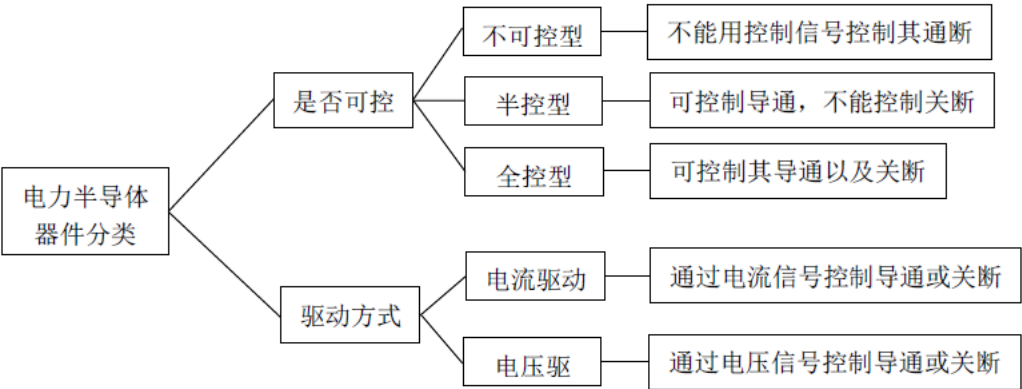 不可控型
不能用控制信号控制其通断
是否可控
半控型
可控制导通，不能控制关断
全控型
可控制其导通以及关断
电力半导体
器件分类
电流驱动
通过电流信号控制导通或关断
驱动方式
电压驱
通过电压信号控制导通或关断